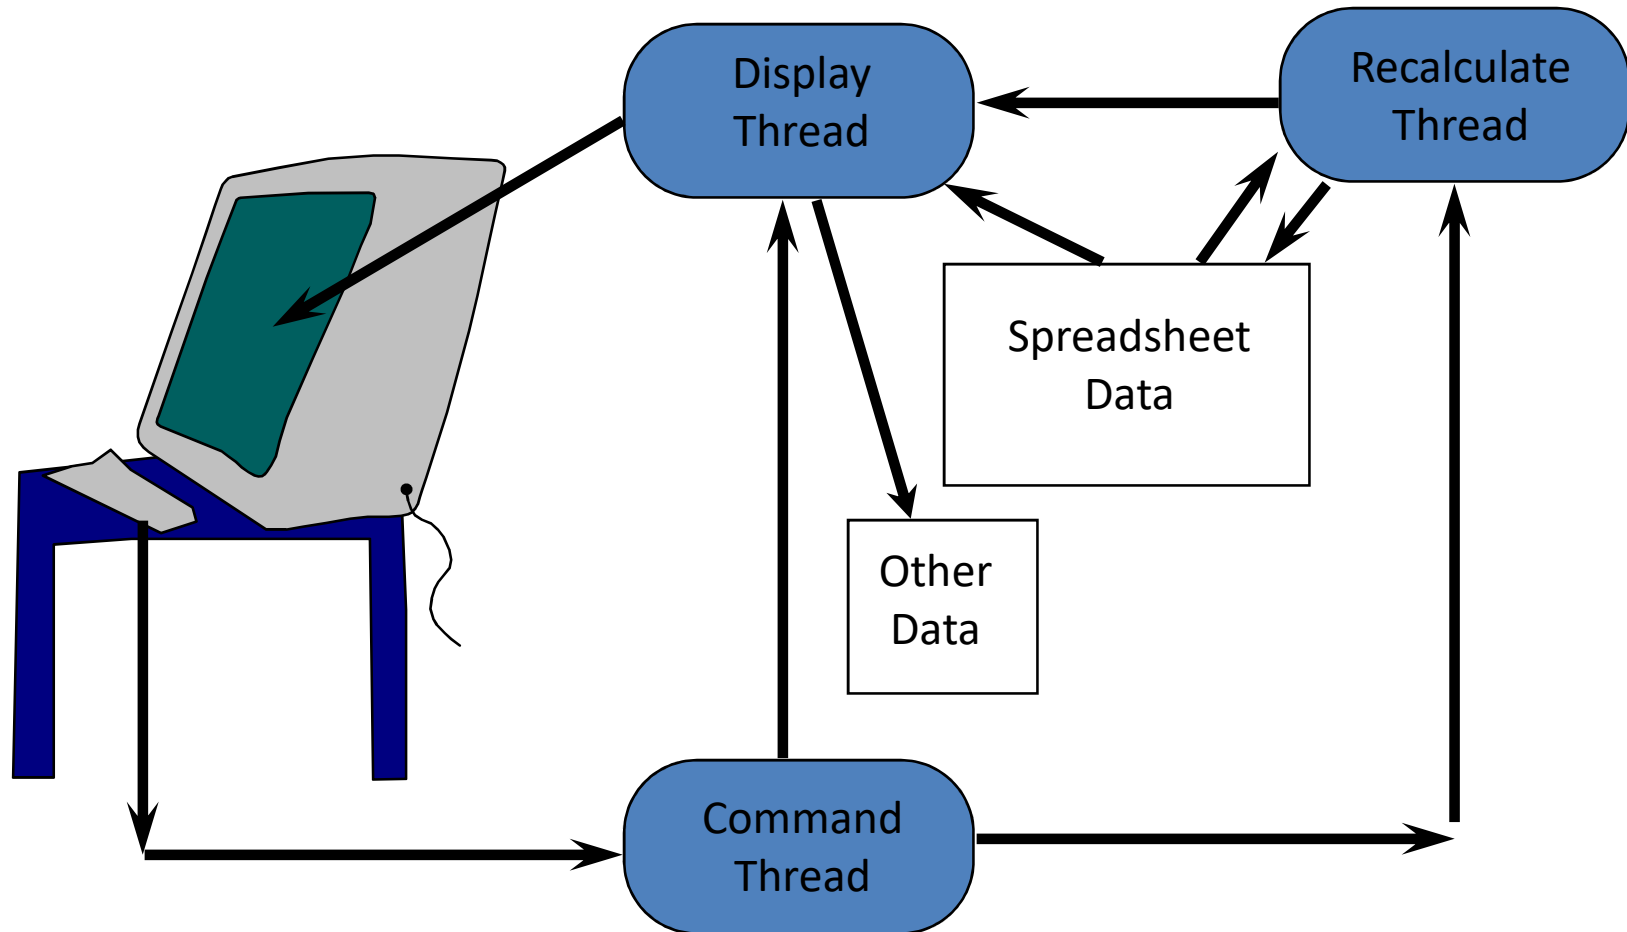 Display
Thread
Recalculate
Thread
Spreadsheet
Data
Other
Data
Command
Thread